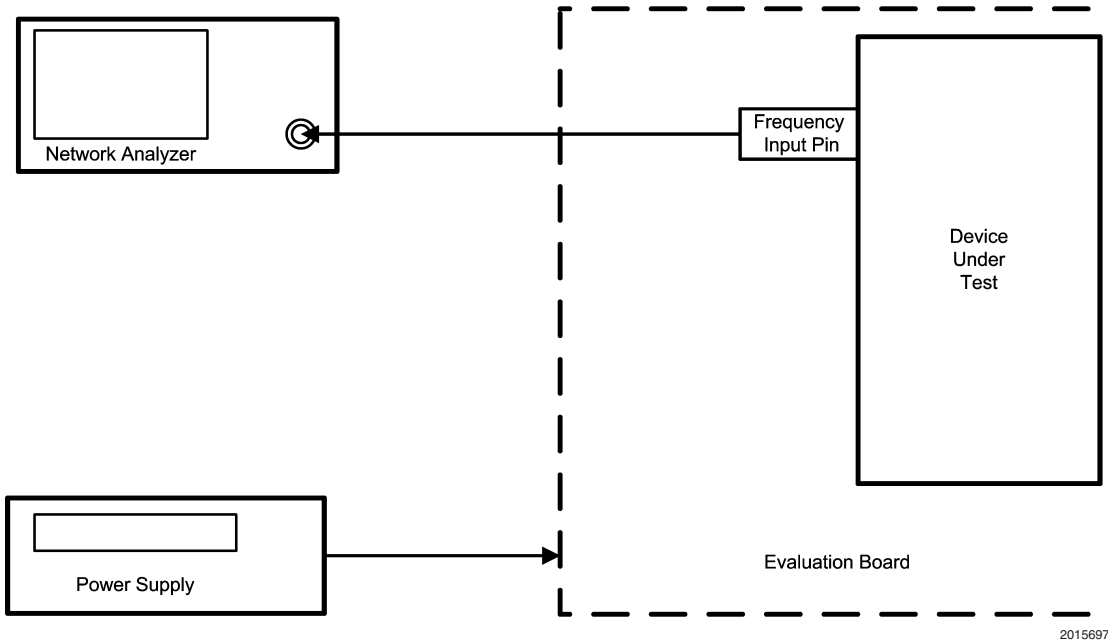 Network Analyzer
Frequency
Input Pin
Device
Under
Test
Power Supply
Evaluation Board
2015697